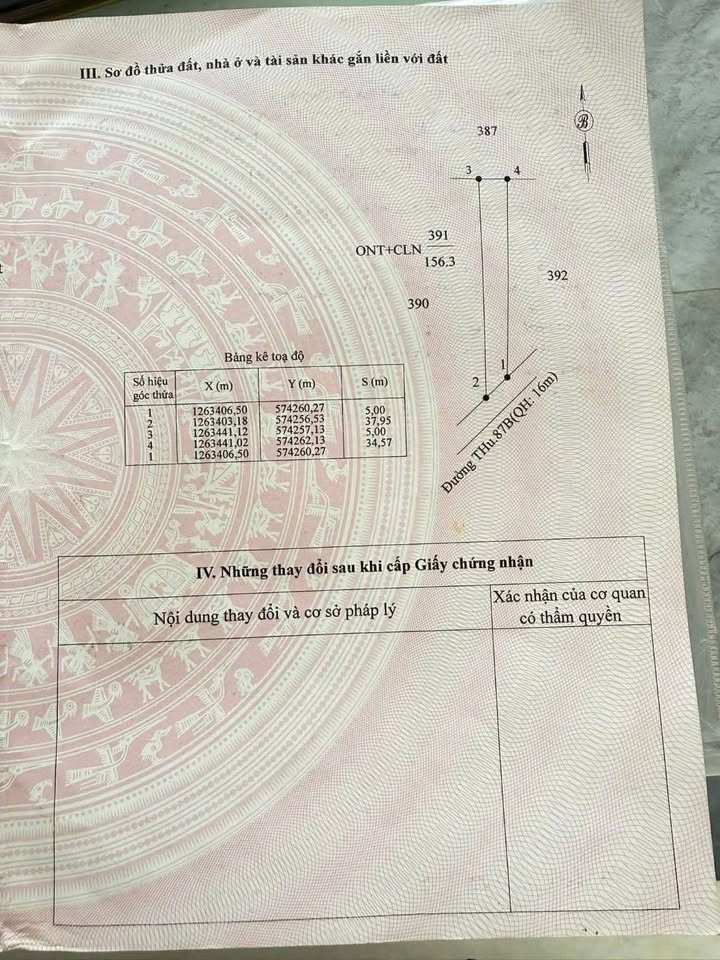 III. Sơ đồ thửa đất, nhà ở và tài sản khác gắn liền với đất
B
387
3 4
ONT+CLN 391
156.3
392
390
1
2
Đường THu.87B(QH: 16m)
Bảng kê toạ độ
Số hiệu góc thửa X (m) Y (m) S (m)
1 1263406,50 574260,27 5,00
2 1263403,18 574256,53 37,95
3 1263441,12 574257,13 5,00
4 1263441,02 574262,13 34,57
1 1263406,50 574260,27
IV. Những thay đổi sau khi cấp Giấy chứng nhận
Nội dung thay đổi và cơ sở pháp lý
Xác nhận của cơ quan
có thẩm quyền